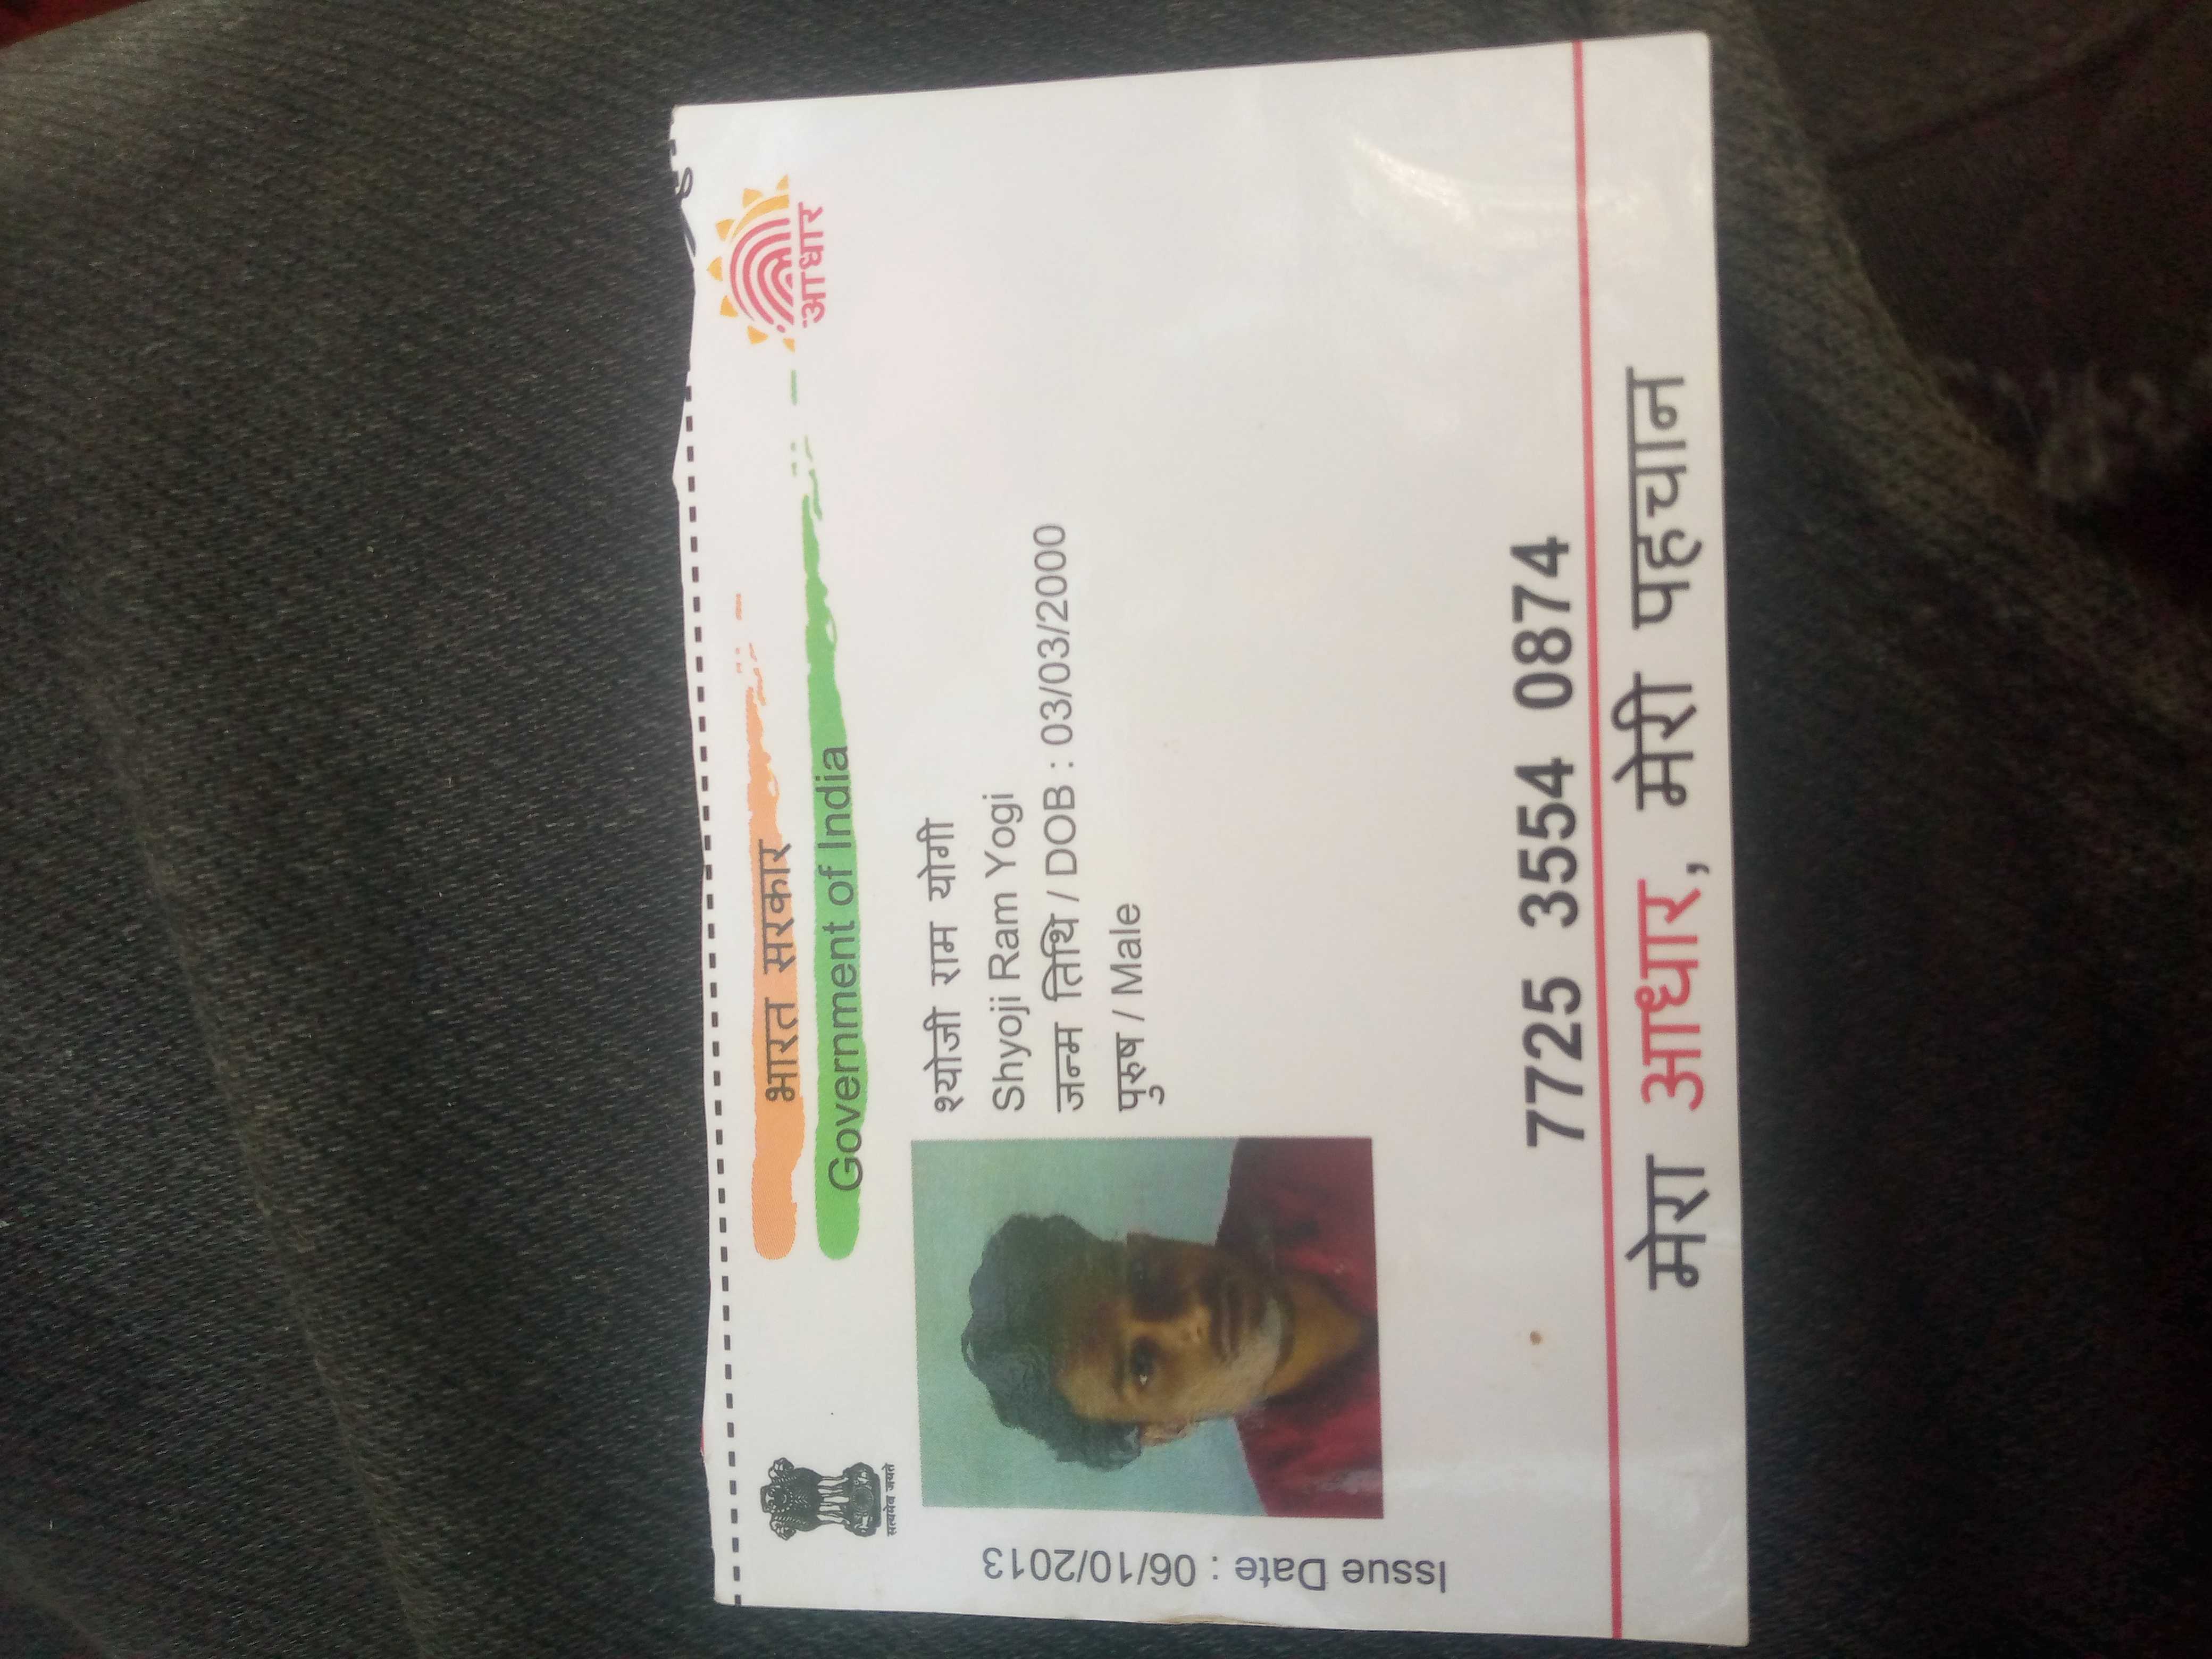 भारत सरकार
Government of India
सत्यमेव जयते
आधार
श्योजी राम योगी
Shyoji Ram Yogi
जन्म तिथि / DOB : 03/03/2000
पुरुष / Male
Issue Date : 06/10/2013
7725 3554 0874
मेरा आधार, मेरी पहचान